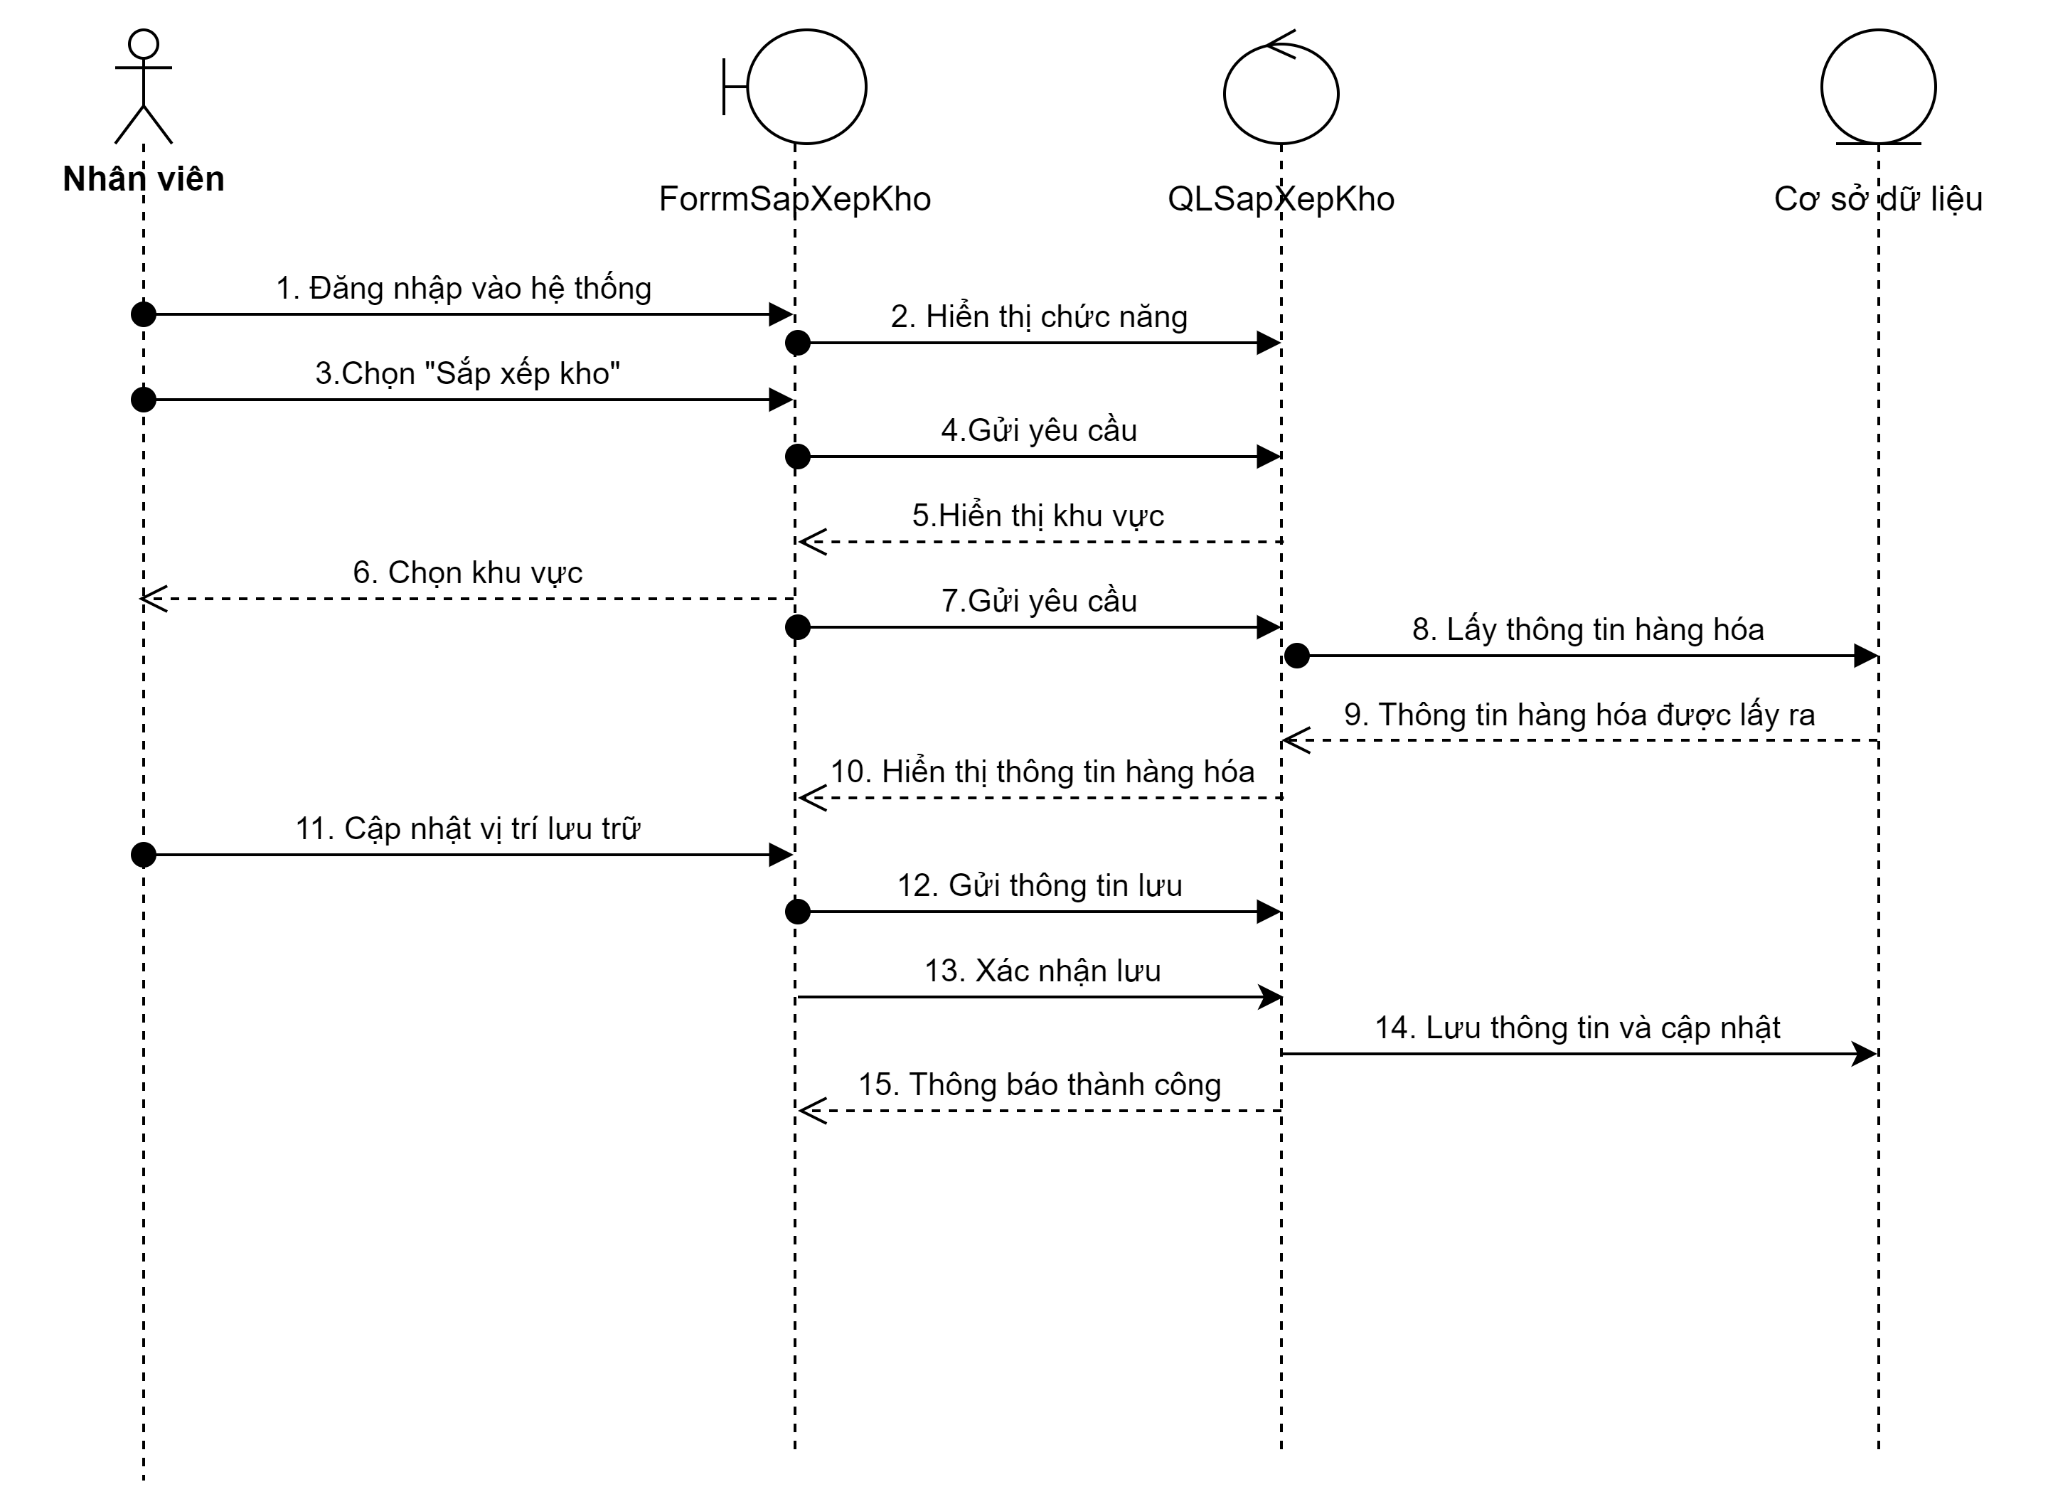 Nhân viên
ForrmSapXepKho
QLSapXepKho
Cơ sở dữ liệu
1. Đăng nhập vào hệ thống
2. Hiển thị chức năng
3.Chọn "Sắp xếp kho"
4.Gửi yêu cầu
5.Hiển thị khu vực
6. Chọn khu vực
7.Gửi yêu cầu
8. Lấy thông tin hàng hóa
9. Thông tin hàng hóa được lấy ra
10. Hiển thị thông tin hàng hóa
11. Cập nhật vị trí lưu trữ
12. Gửi thông tin lưu
13. Xác nhận lưu
14. Lưu thông tin và cập nhật
15. Thông báo thành công